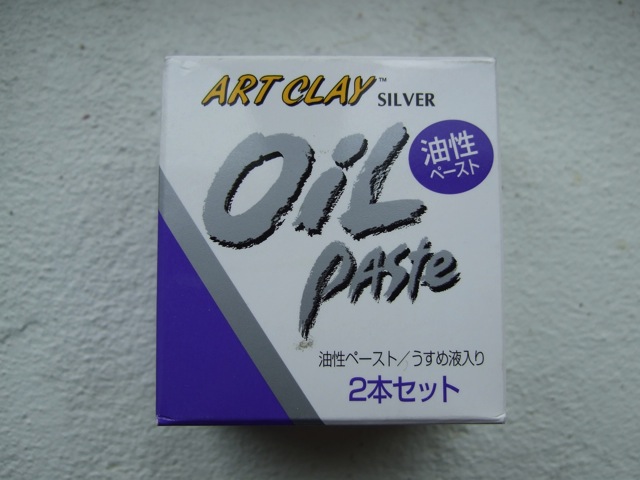 ART CLAY™ SILVER
OiL
油性
ペースト
PASte
油性ペースト／うすめ液入り
2本セット